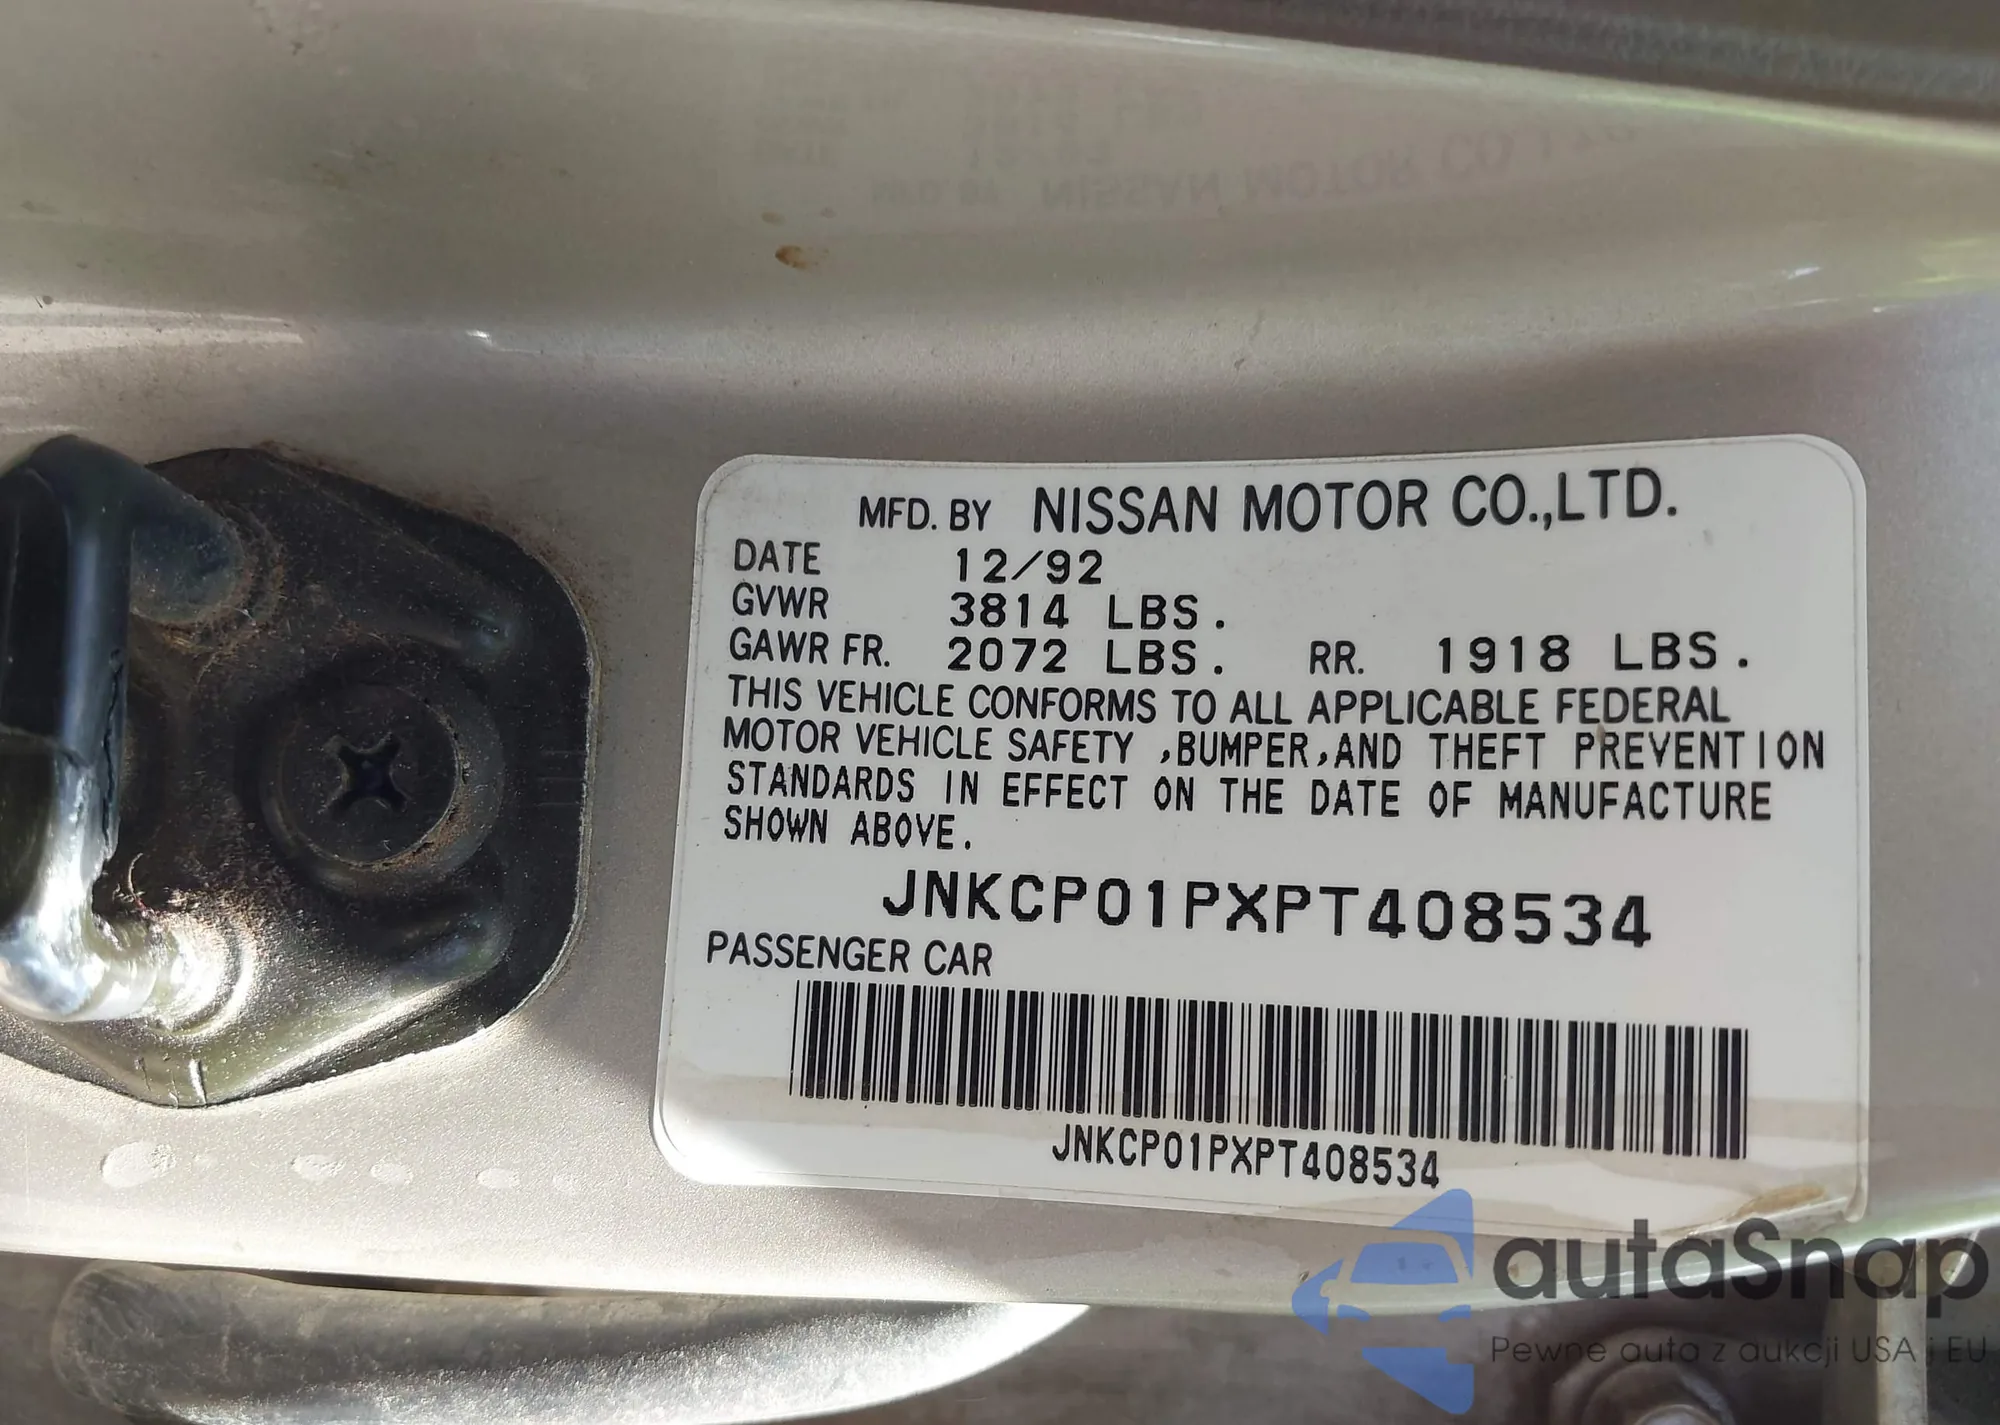 MFD. BY NISSAN MOTOR CO.,LTD.
DATE 12/92
GVWR 3814 LBS.
GAWR FR. 2072 LBS. RR. 1918 LBS.
THIS VEHICLE CONFORMS TO ALL APPLICABLE FEDERAL
MOTOR VEHICLE SAFETY ,BUMPER,AND THEFT PREVENTION
STANDARDS IN EFFECT ON THE DATE OF MANUFACTURE
SHOWN ABOVE.
JNKCP01PXPT408534
PASSENGER CAR
JNKCP01PXPT408534
autaSnap
Pewne auta z aukcji USA i EU